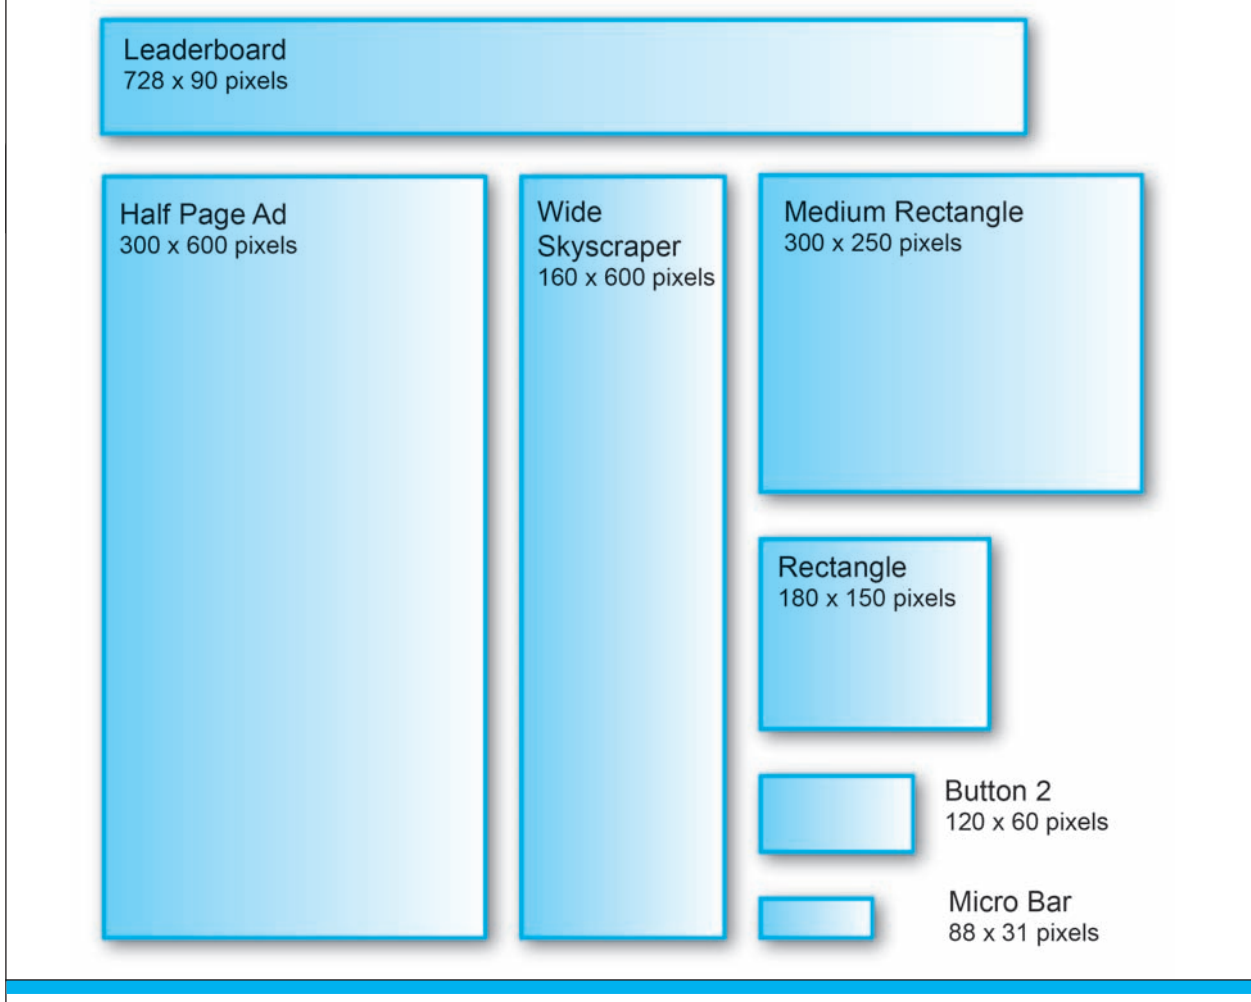 Leaderboard
728 x 90 pixels
Half Page Ad
300 x 600 pixels
Wide
Skyscraper
160 x 600 pixels
Medium Rectangle
300 x 250 pixels
Rectangle
180 x 150 pixels
Button 2
120 x 60 pixels
Micro Bar
88 x 31 pixels